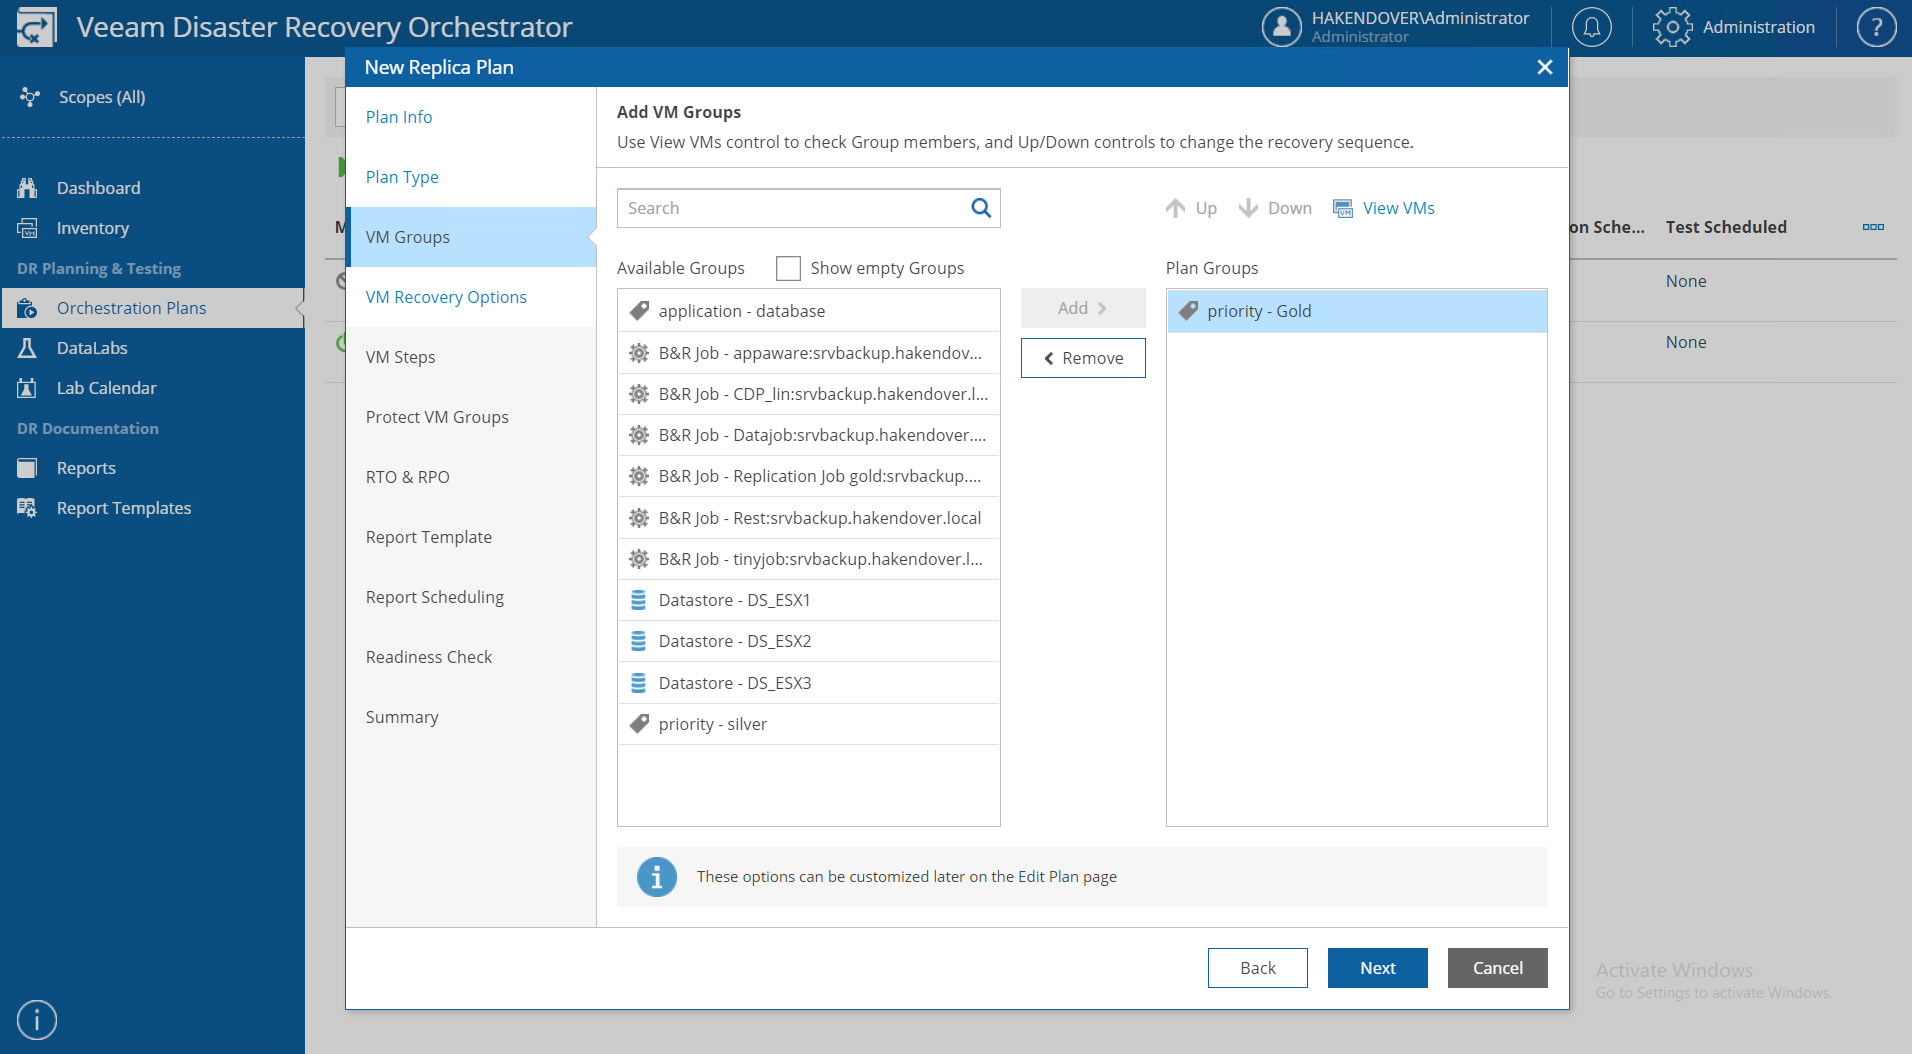 Veeam Disaster Recovery Orchestrator
HAKENDOVER\Administrator
Administrator
Administration
?
Scopes (All)
Dashboard
Inventory
DR Planning & Testing
Orchestration Plans
DataLabs
Lab Calendar
DR Documentation
Reports
Report Templates
New Replica Plan
Plan Info
Plan Type
VM Groups
VM Recovery Options
VM Steps
Protect VM Groups
RTO & RPO
Report Template
Report Scheduling
Readiness Check
Summary
Add VM Groups
Use View VMs control to check Group members, and Up/Down controls to change the recovery sequence.
Search
Up
Down
View VMs
Available Groups
Show empty Groups
Plan Groups
application - database
B&R Job - appaware:srvbackup.hakendov...
B&R Job - CDP_lin:srvbackup.hakendover.l...
B&R Job - Datajob:srvbackup.hakendover....
B&R Job - Replication Job gold:srvbackup....
B&R Job - Rest:srvbackup.hakendover.local
B&R Job - tinyjob:srvbackup.hakendover.l...
Datastore - DS_ESX1
Datastore - DS_ESX2
Datastore - DS_ESX3
priority - silver
Add
Remove
priority - Gold
These options can be customized later on the Edit Plan page
Back
Next
Cancel
on Sche...
Test Scheduled
None
None
Activate Windows
Go to Settings to activate Windows.